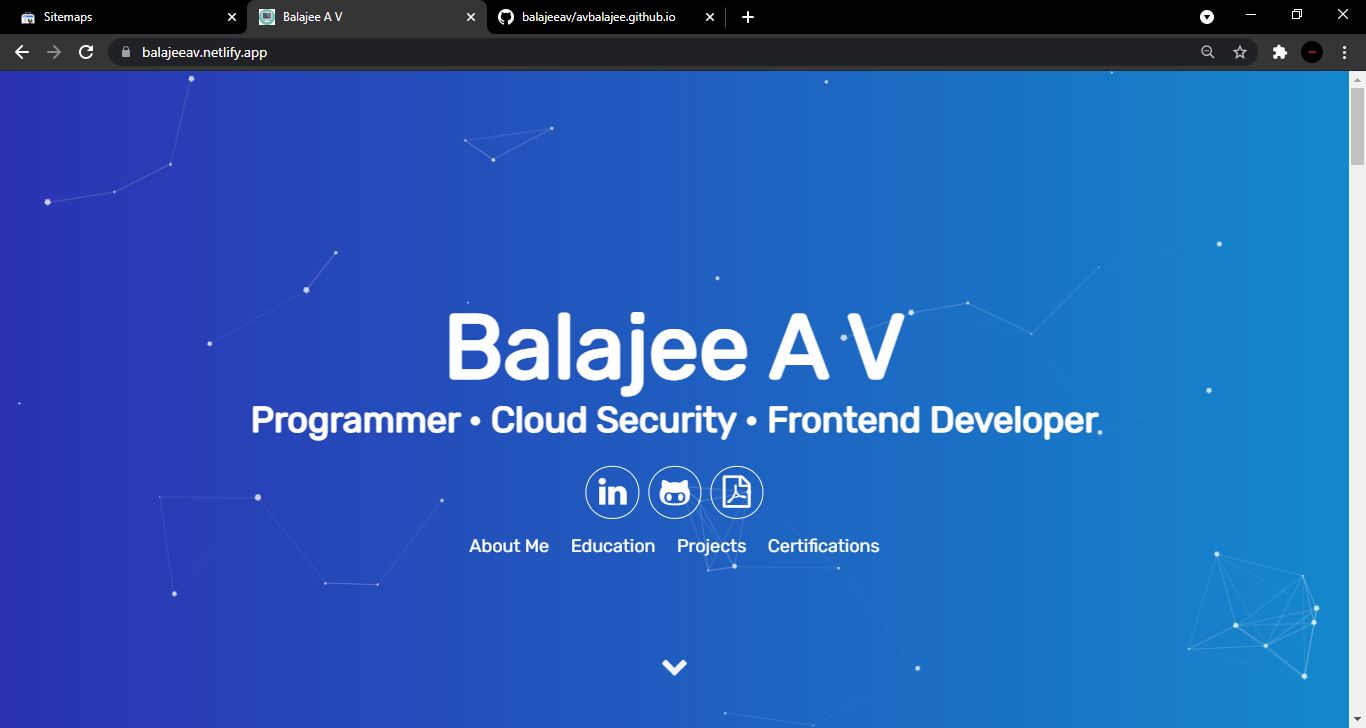 Sitemaps
Balajee A V
balajeeav/avbalajee.github.io
balajeeav.netlify.app
Balajee A V
Programmer • Cloud Security • Frontend Developer
in
About Me Education Projects Certifications